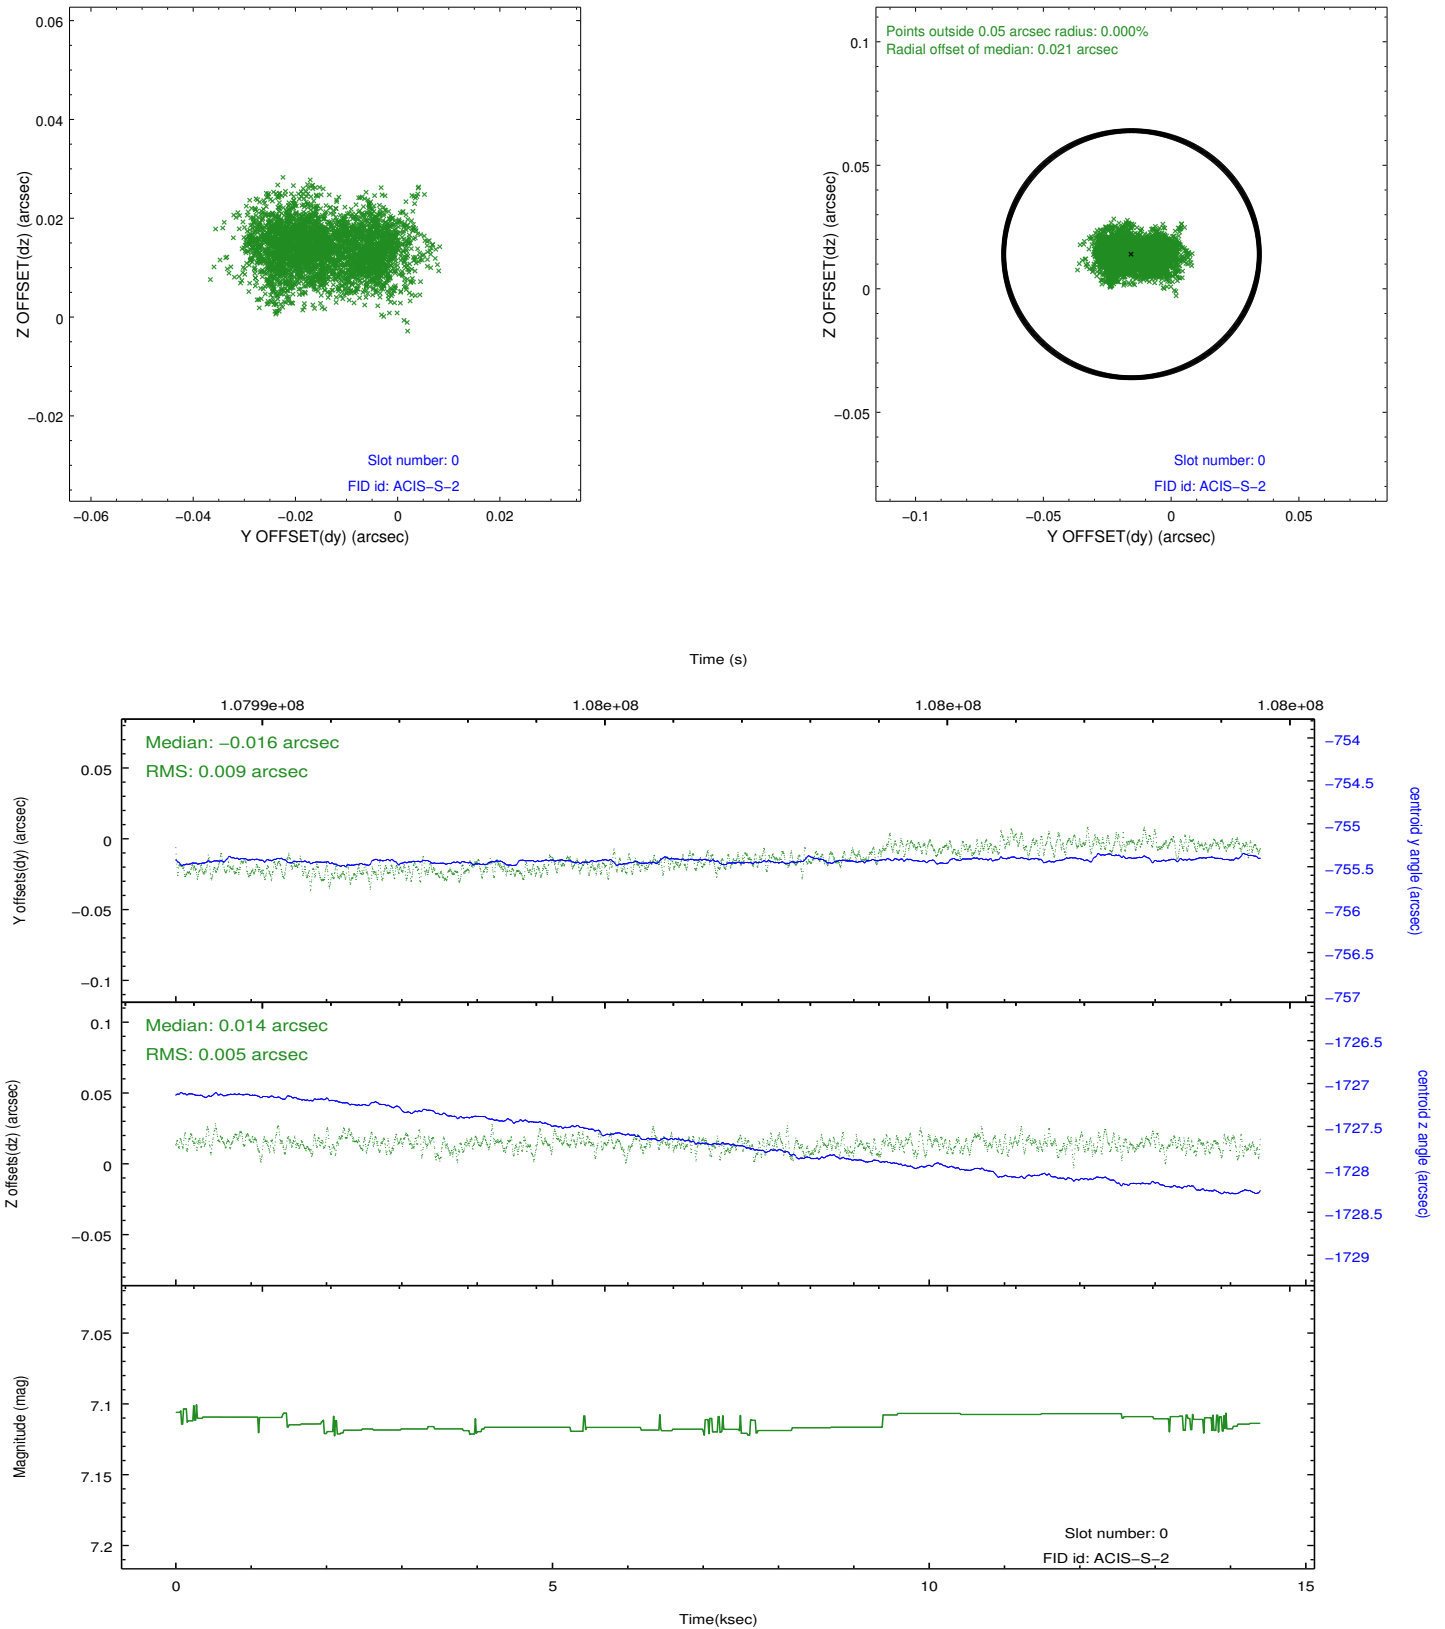 0.06
0.04
0.02
0
−0.02
Z OFFSET(dz) (arcsec)
Slot number: 0
FID id: ACIS−S−2
−0.06 −0.04 −0.02 0 0.02
Y OFFSET(dy) (arcsec)
Points outside 0.05 arcsec radius: 0.000%
Radial offset of median: 0.021 arcsec
0.1
0.05
0
−0.05
Z OFFSET(dz) (arcsec)
Slot number: 0
FID id: ACIS−S−2
−0.1 −0.05 0 0.05
Y OFFSET(dy) (arcsec)
Time (s)
1.0799e+08 1.08e+08 1.08e+08 1.08e+08
Median: −0.016 arcsec
RMS: 0.009 arcsec
0.05
0
−0.05
−0.1
Y offsets(dy) (arcsec)
−754
−754.5
−755
−755.5
−756
−756.5
−757
centroid y angle (arcsec)
Median: 0.014 arcsec
RMS: 0.005 arcsec
0.1
0.05
0
−0.05
Z offsets(dz) (arcsec)
−1726.5
−1727
−1727.5
−1728
−1728.5
−1729
centroid z angle (arcsec)
7.05
7.1
7.15
7.2
Magnitude (mag)
Slot number: 0
FID id: ACIS−S−2
0 5 10 15
Time(ksec)